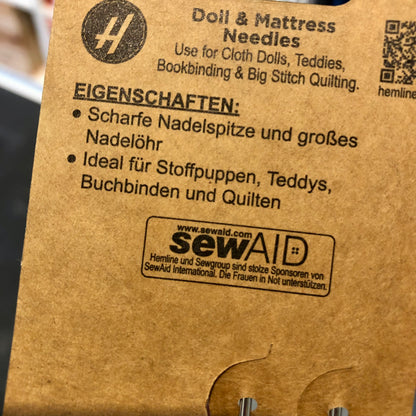 H
Doll & Mattress
Needles
Use for Cloth Dolls, Teddies,
Bookbinding & Big Stitch Quilting.
hemline
EIGENSCHAFTEN:
• Scharfe Nadelspitze und großes
Nadelöhr
• Ideal für Stoffpuppen, Teddys,
Buchbinden und Quilten
www.sewaid.com
sewAID
Hemline und Sewgroup sind stolze Sponsoren von
SewAid International. Die Frauen in Not unterstützen.